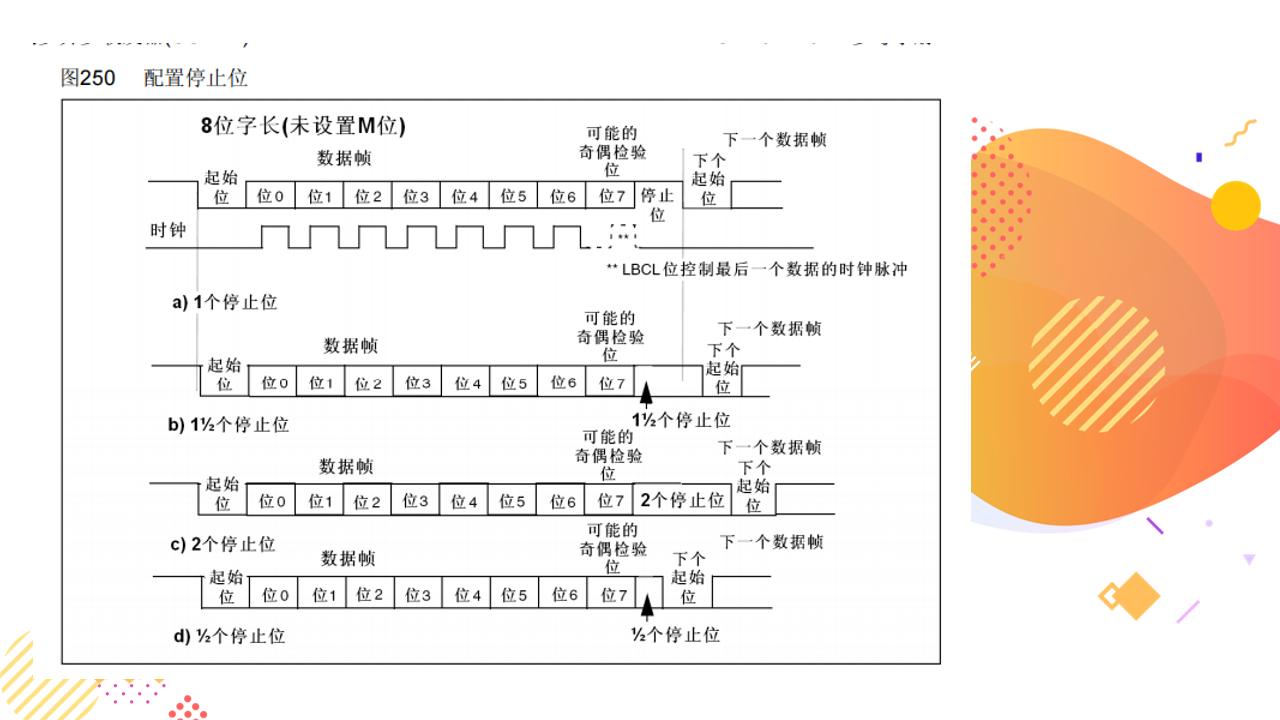 图250 配置停止位
8位字长(未设置M位)
可能的
奇偶检验
位
下一个数据帧
数据帧
下个
起始
位
起始
位
位0 位1 位2 位3 位4 位5 位6 位7
停止
位
时钟
**
** LBCL位控制最后一个数据的时钟脉冲
a) 1个停止位
可能的
奇偶检验
位
下一个数据帧
数据帧
下个
起始
位
起始
位
位0 位1 位2 位3 位4 位5 位6 位7
1½个停止位
b) 1½个停止位
可能的
奇偶检验
位
下一个数据帧
数据帧
下个
起始
位
起始
位
位0 位1 位2 位3 位4 位5 位6 位7 2个停止位
c) 2个停止位
可能的
奇偶检验
位
下一个数据帧
数据帧
下个
起始
位
起始
位
位0 位1 位2 位3 位4 位5 位6 位7
½个停止位
d) ½个停止位